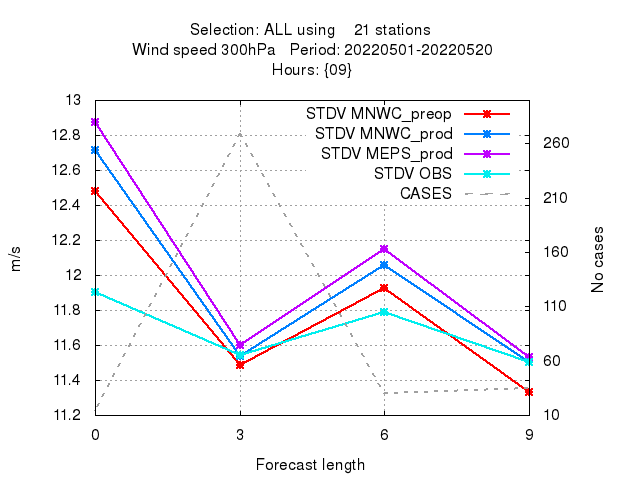 Selection: ALL using 21 stations
Wind speed 300hPa Period: 20220501-20220520
Hours: {09}
13
12.8
12.6
12.4
12.2
12
11.8
11.6
11.4
11.2
m/s
STDV MNWC_preop
STDV MNWC_prod
STDV MEPS_prod
STDV OBS
CASES
260
210
160
110
60
10
No cases
0 3 6 9
Forecast length